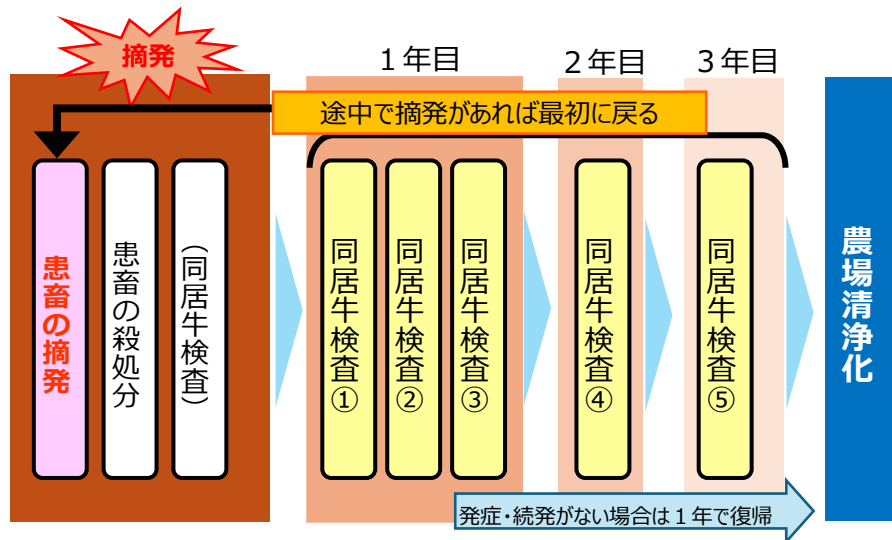 摘発
１年目
２年目
３年目
途中で摘発があれば最初に戻る
患畜の摘発
患畜の殺処分
（同居牛検査）
同居牛検査①
同居牛検査②
同居牛検査③
同居牛検査④
同居牛検査⑤
農場清浄化
発症・続発がない場合は１年で復帰